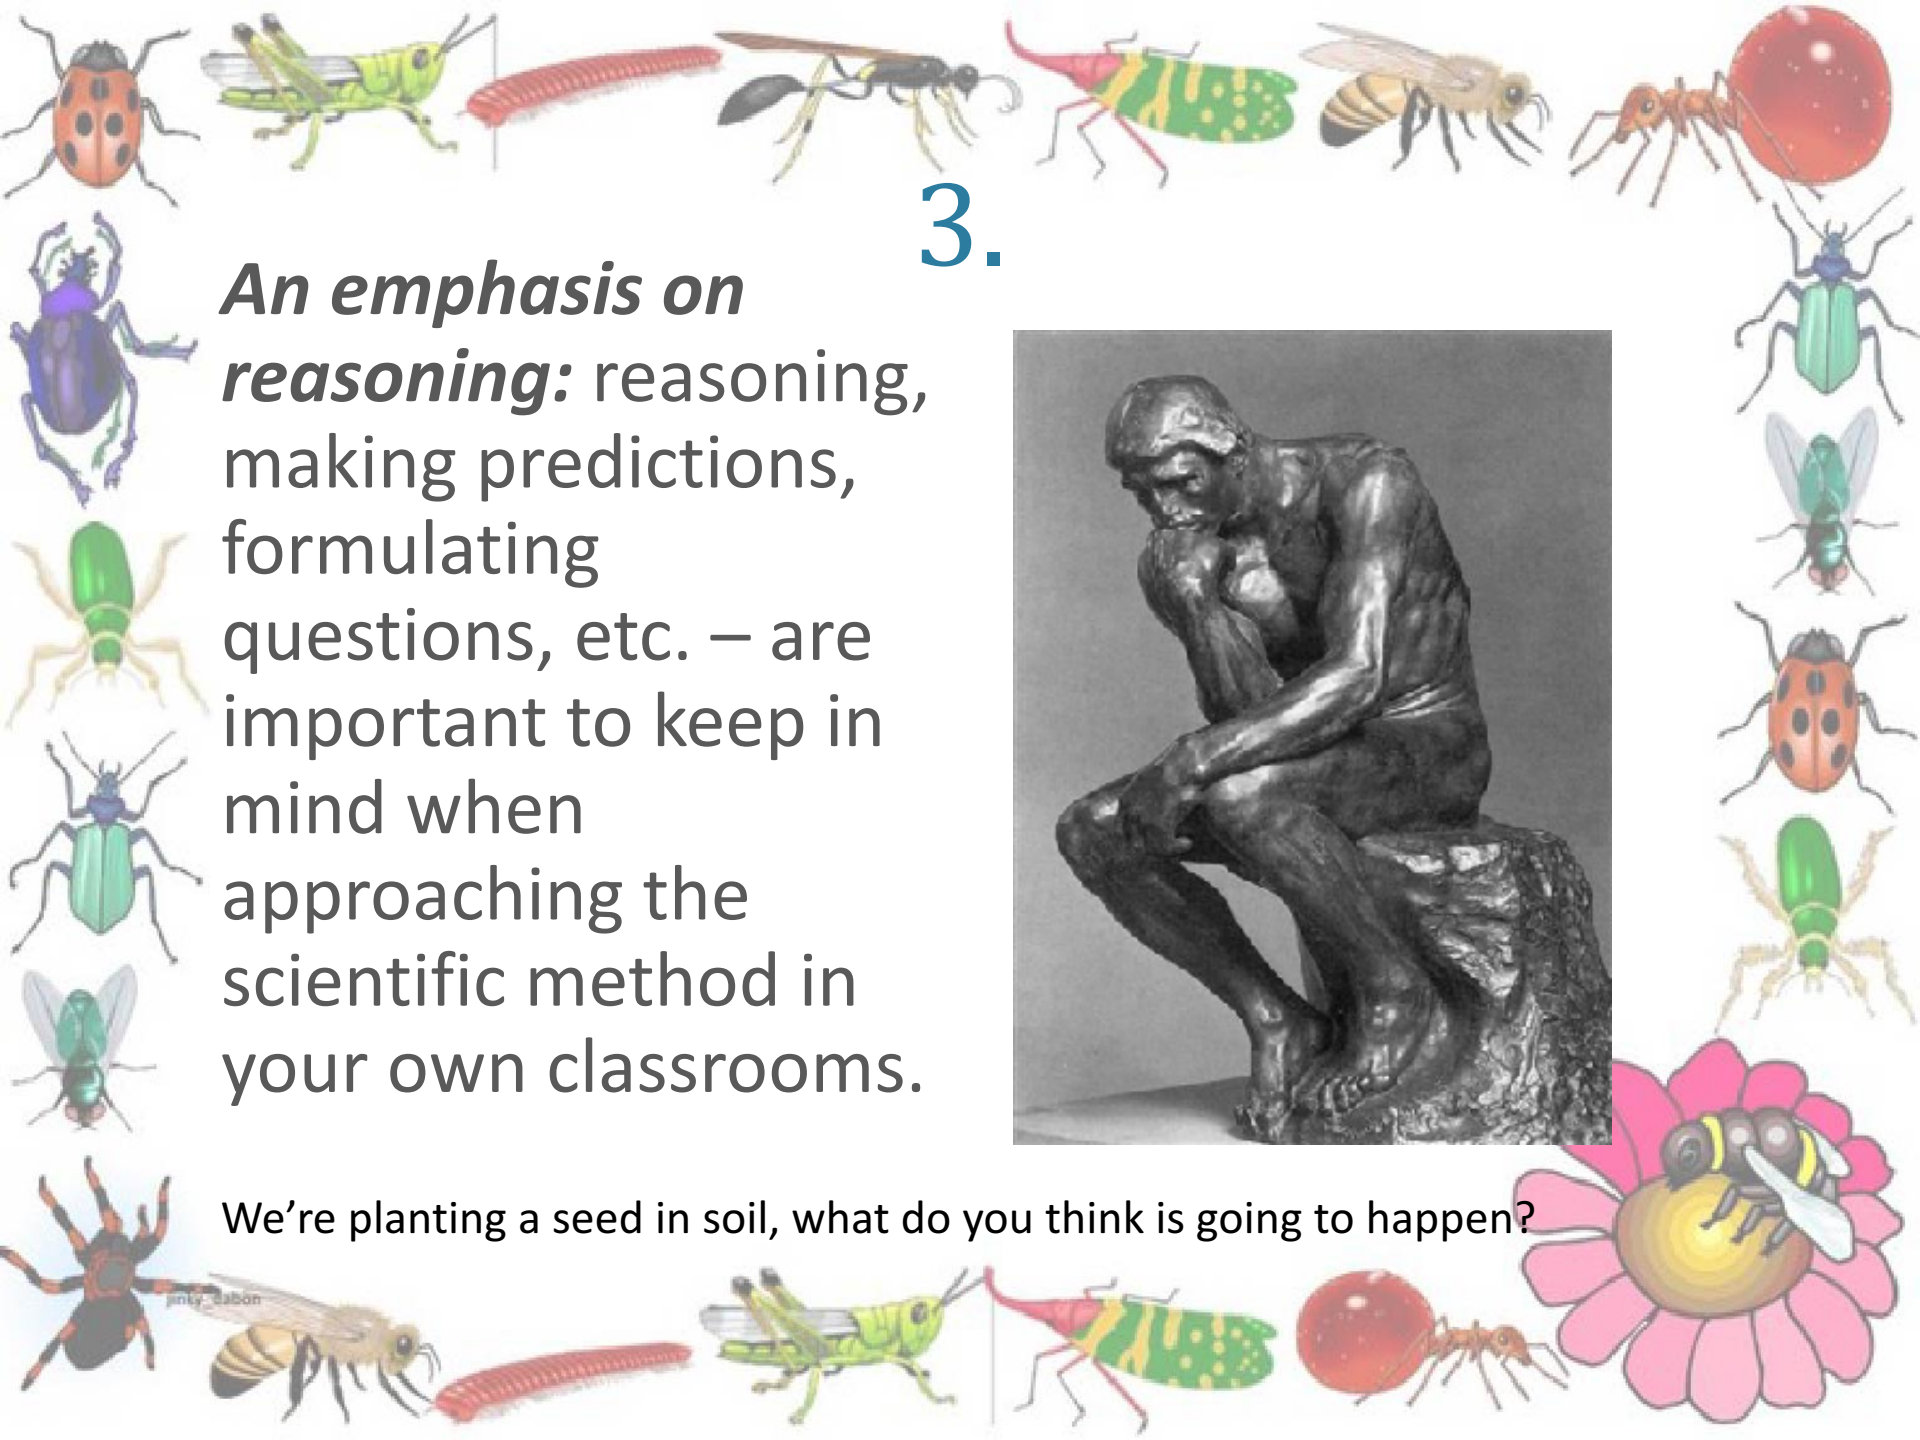 3.
An emphasis on
reasoning: reasoning,
making predictions,
formulating
questions, etc. – are
important to keep in
mind when
approaching the
scientific method in
your own classrooms.
We’re planting a seed in soil, what do you think is going to happen?